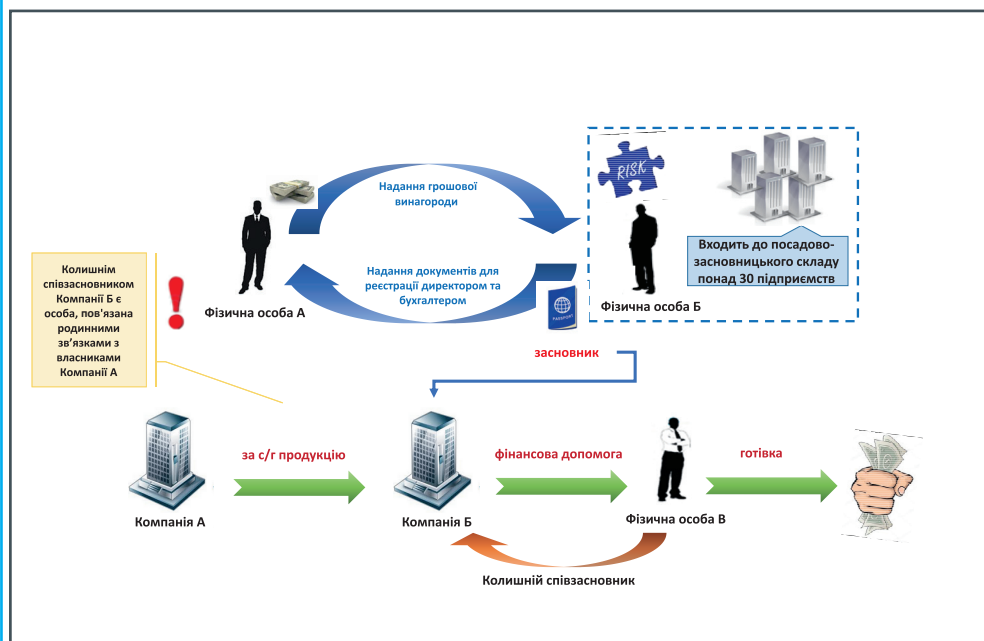 Надання грошової
винагороди
RISK
Входить до посадово-
засновницького складу
понад 30 підприємств
Надання документів для
реєстрації директором та
бухгалтером
PASSPORT
Фізична особа А
Фізична особа Б
Колишнім
співзасновником
Компанії Б є
особа, пов'язана
родинними
зв’язками з
власниками
Компанії А
засновник
за с/г продукцію
фінансова допомога
готівка
Компанія А
Компанія Б
Фізична особа В
Колишній співзасновник